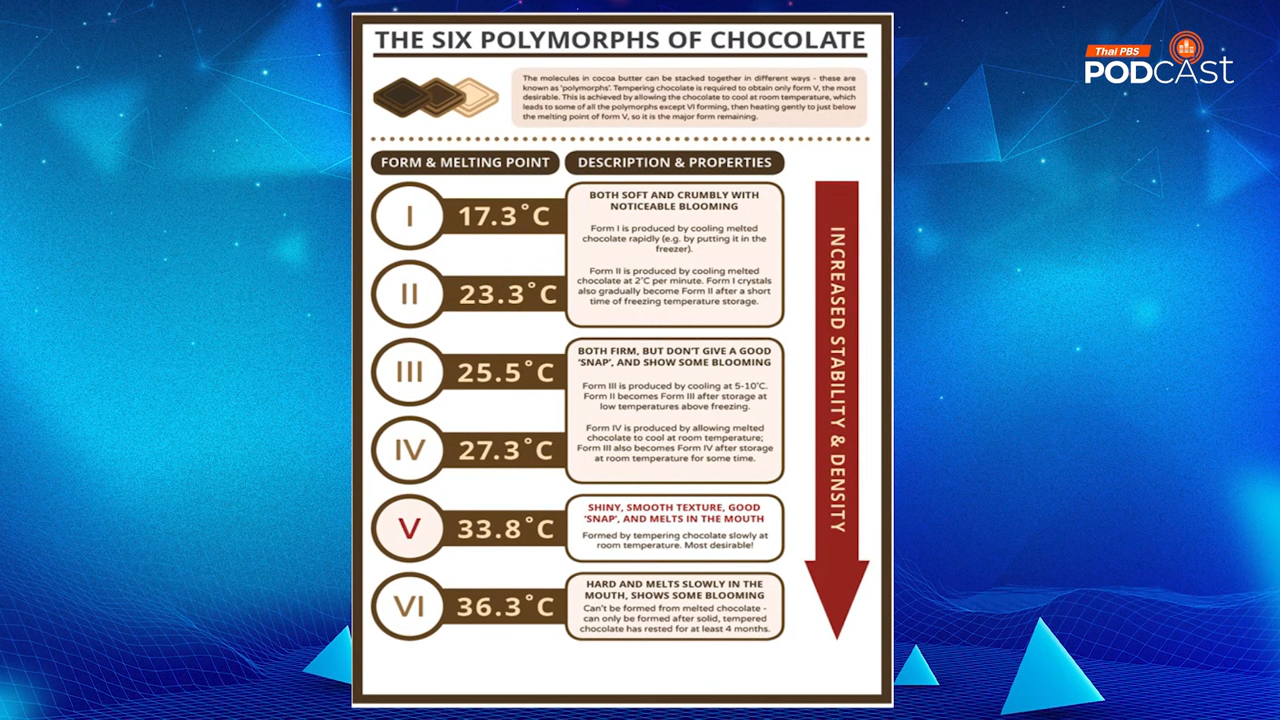 THE SIX POLYMORPHS OF CHOCOLATE
Thai PBS
PODCAST
The molecules in cocoa butter can be stacked together in different ways - these are
known as 'polymorphs'. Tempering chocolate is required to obtain only form V, the most
desirable. This is achieved by allowing the chocolate to cool at room temperature, which
leads to some of all the polymorphs except VI forming, then heating gently to just below
the melting point of form V, so it is the major form remaining.
FORM & MELTING POINT
DESCRIPTION & PROPERTIES
I
17.3°C
BOTH SOFT AND CRUMBLY WITH
NOTICEABLE BLOOMING
Form I is produced by cooling melted
chocolate rapidly (e.g. by putting it in the
freezer).
II
23.3°C
Form II is produced by cooling melted
chocolate at 2°C per minute. Form I crystals
also gradually become Form II after a short
time of freezing temperature storage.
III
25.5°C
BOTH FIRM, BUT DON'T GIVE A GOOD
'SNAP', AND SHOW SOME BLOOMING
Form III is produced by cooling at 5-10°C.
Form II becomes Form III after storage at
low temperatures above freezing.
IV
27.3°C
Form IV is produced by allowing melted
chocolate to cool at room temperature;
Form III also becomes Form IV after storage
at room temperature for some time.
V
33.8°C
SHINY, SMOOTH TEXTURE, GOOD
'SNAP', AND MELTS IN THE MOUTH
Formed by tempering chocolate slowly at
room temperature. Most desirable!
VI
36.3°C
HARD AND MELTS SLOWLY IN THE
MOUTH, SHOWS SOME BLOOMING
Can't be formed from melted chocolate -
can only be formed after solid, tempered
chocolate has rested for at least 4 months.
INCREASED STABILITY & DENSITY